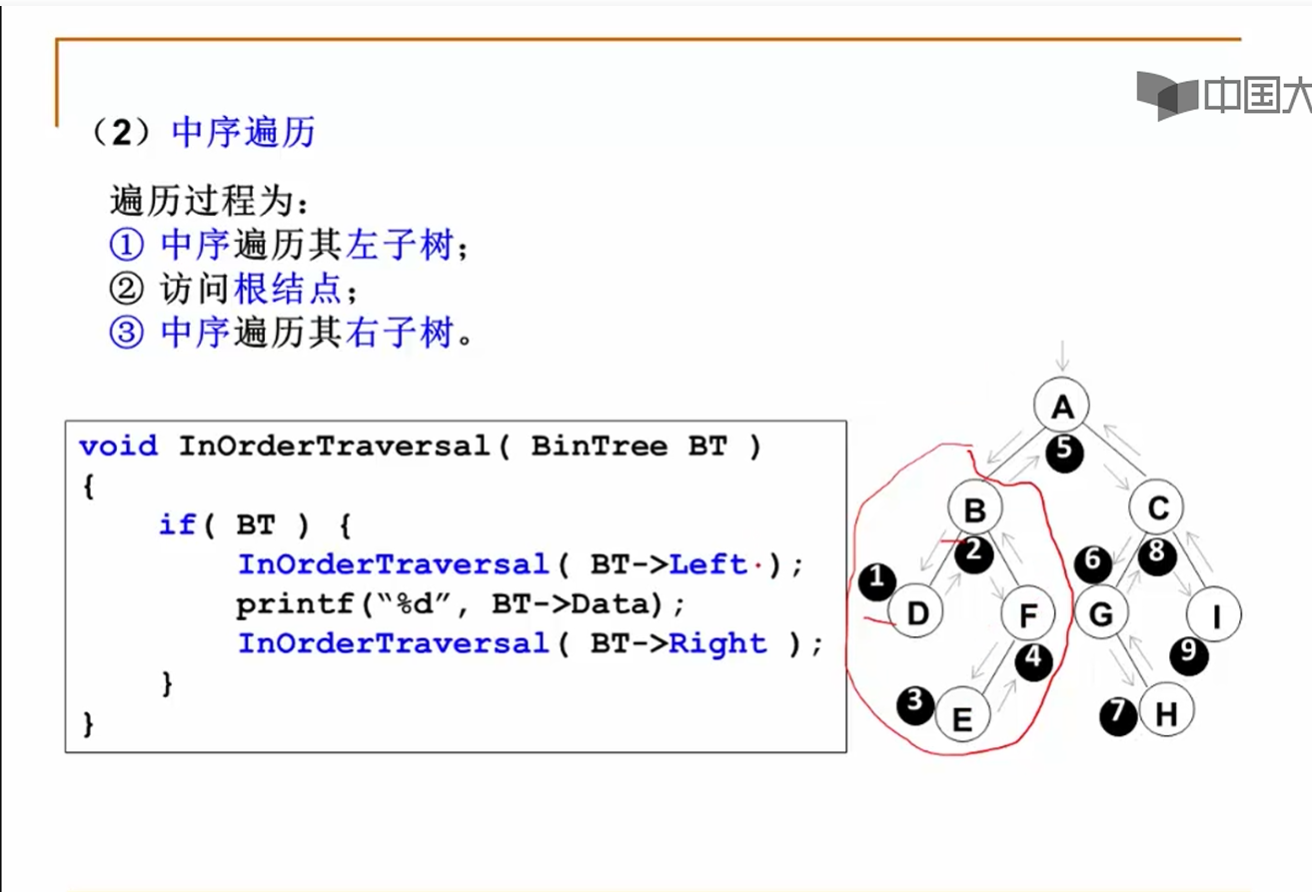 中国大
（2）中序遍历
遍历过程为：
① 中序遍历其左子树；
② 访问根结点；
③ 中序遍历其右子树。
void InOrderTraversal( BinTree BT )
{
if( BT ) {
InOrderTraversal( BT->Left );
printf(“%d”, BT->Data);
InOrderTraversal( BT->Right );
}
}
A
5
B
C
2
6
8
1
D
F
G
I
4
9
3
E
7
H